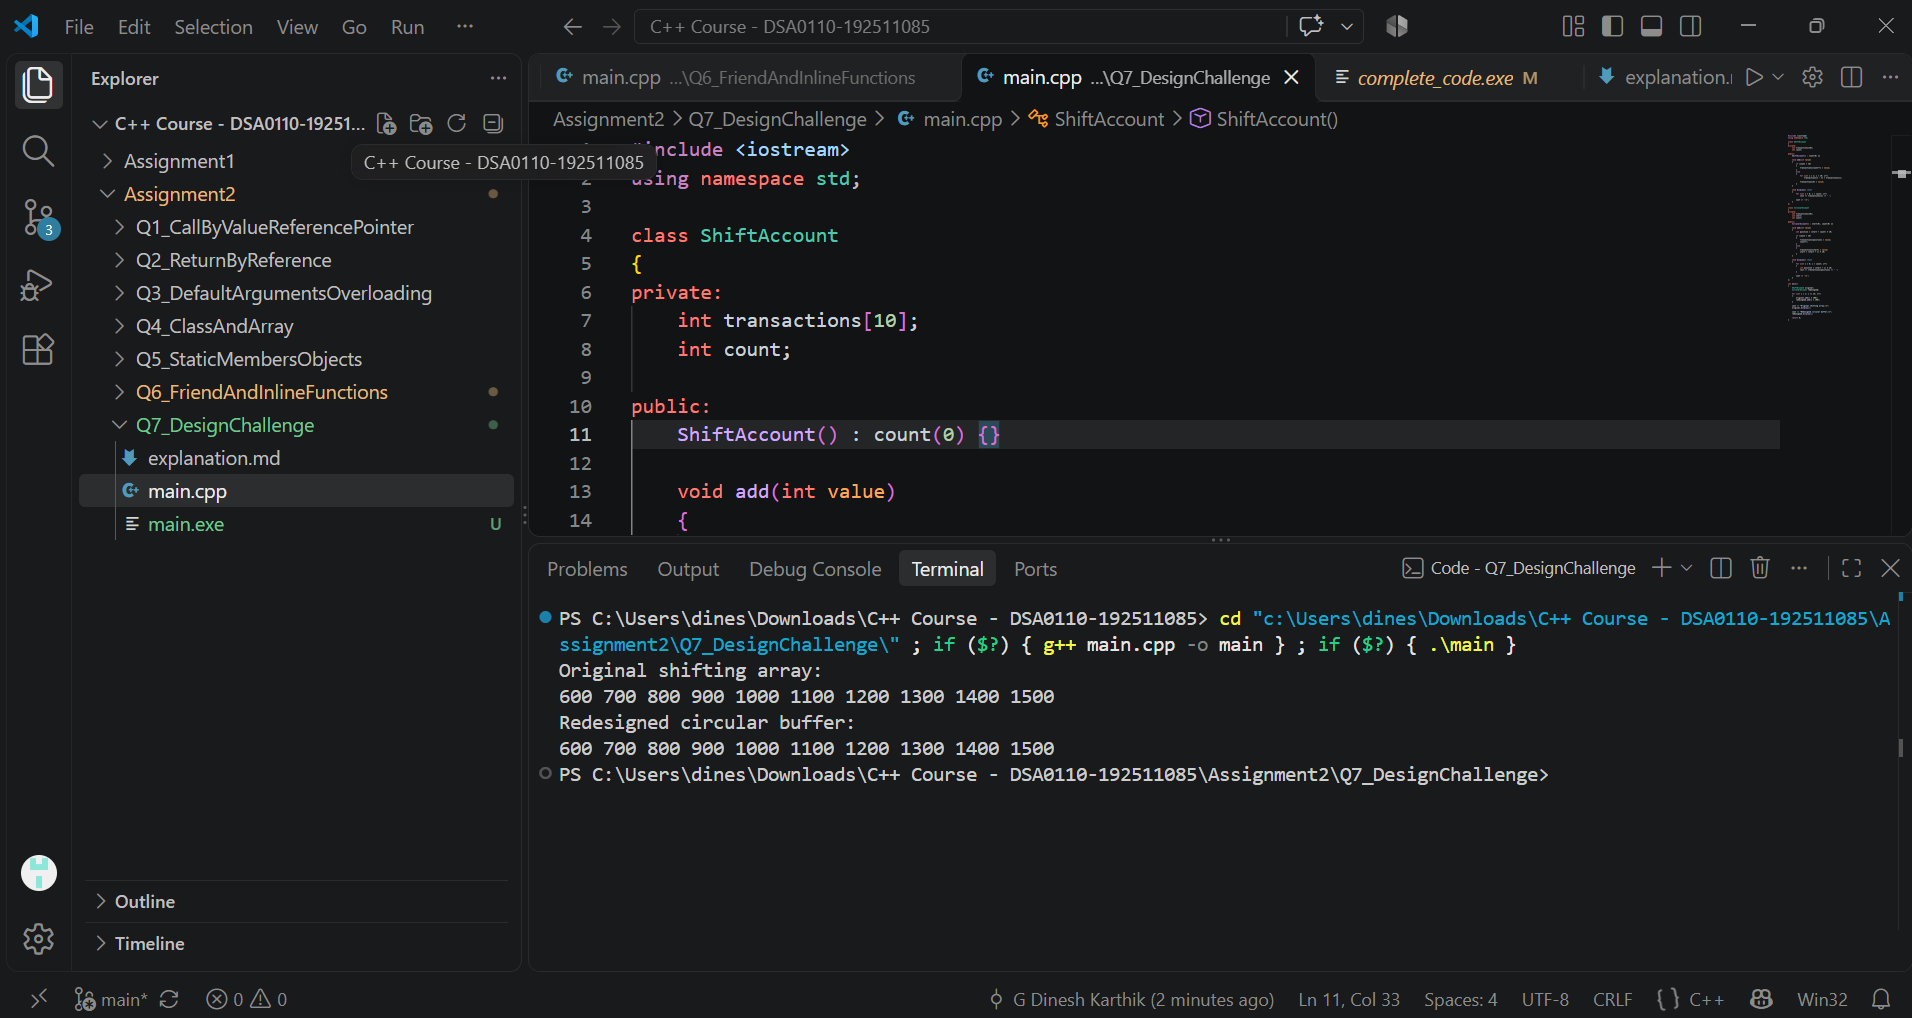 File Edit Selection View Go Run ···
C++ Course - DSA0110-192511085
Explorer
C++ Course - DSA0110-19251...
C++ Course - DSA0110-192511085
Assignment1
Assignment2
Q1_CallByValueReferencePointer
Q2_ReturnByReference
Q3_DefaultArgumentsOverloading
Q4_ClassAndArray
Q5_StaticMembersObjects
Q6_FriendAndInlineFunctions
Q7_DesignChallenge
explanation.md
main.cpp
main.exe U
3
Outline
Timeline
main.cpp ...\Q6_FriendAndInlineFunctions
main.cpp ...\Q7_DesignChallenge
complete_code.exe M
explanation.
Assignment2 > Q7_DesignChallenge > main.cpp > ShiftAccount > ShiftAccount()
include <iostream>
2 using namespace std;
3
4 class ShiftAccount
5 {
6 private:
7 int transactions[10];
8 int count;
9
10 public:
11 ShiftAccount() : count(0) {}
12
13 void add(int value)
14 {
Problems Output Debug Console Terminal Ports
Code - Q7_DesignChallenge
PS C:\Users\dines\Downloads\C++ Course - DSA0110-192511085> cd "c:\Users\dines\Downloads\C++ Course - DSA0110-192511085\A
ssignment2\Q7_DesignChallenge\" ; if ($?) { g++ main.cpp -o main } ; if ($?) { .\main }
Original shifting array:
600 700 800 900 1000 1100 1200 1300 1400 1500
Redesigned circular buffer:
600 700 800 900 1000 1100 1200 1300 1400 1500
PS C:\Users\dines\Downloads\C++ Course - DSA0110-192511085\Assignment2\Q7_DesignChallenge>
main* 0 0
G Dinesh Karthik (2 minutes ago) Ln 11, Col 33 Spaces: 4 UTF-8 CRLF { } C++ Win32